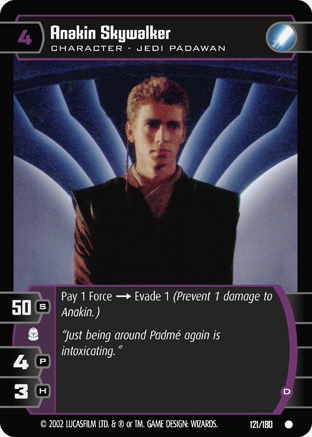 4
Anakin Skywalker
CHARACTER - JEDI PADAWAN
50 S
Pay 1 Force → Evade 1 (Prevent 1 damage to
Anakin.)
4 P
"Just being around Padmé again is
intoxicating."
3 H
D
© 2002 LUCASFILM LTD. & ® or TM. GAME DESIGN: WIZARDS.
121/180